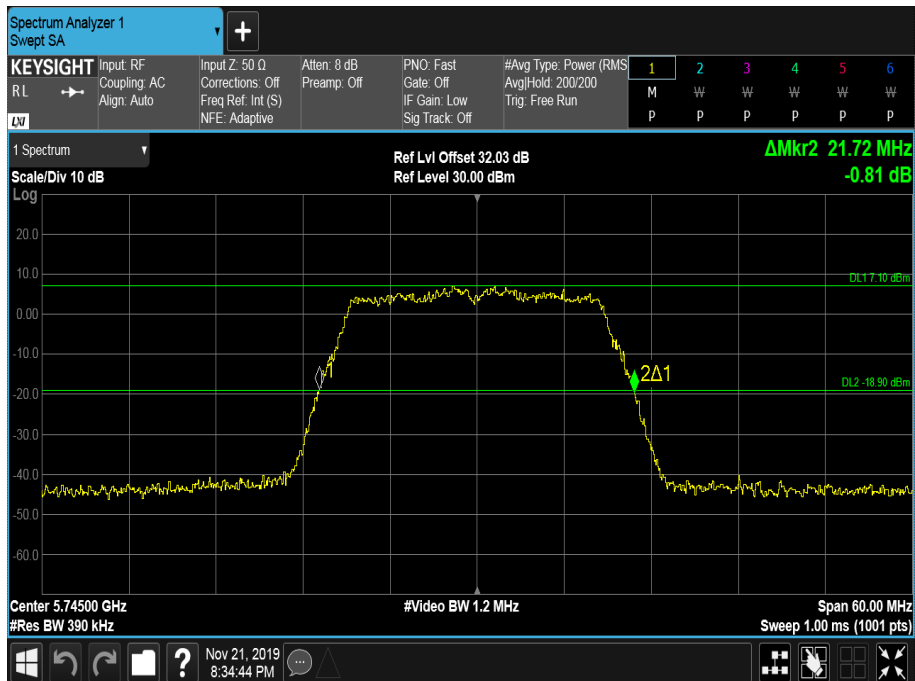 Spectrum Analyzer 1
Swept SA
+
KEYSIGHT
RL
LXI
Input: RF
Coupling: AC
Align: Auto
Input Z: 50 Ω
Corrections: Off
Freq Ref: Int (S)
NFE: Adaptive
Atten: 8 dB
Preamp: Off
PNO: Fast
Gate: Off
IF Gain: Low
Sig Track: Off
#Avg Type: Power (RMS
Avg|Hold: 200/200
Trig: Free Run
1 2 3 4 5 6
M W W W W W
P P P P P P
1 Spectrum
Scale/Div 10 dB
Ref Lvl Offset 32.03 dB
Ref Level 30.00 dBm
ΔMkr2 21.72 MHz
-0.81 dB
Log
20.0
10.0
DL1 7.10 dBm
0.00
-10.0
1
2Δ1
-20.0
DL2 -18.90 dBm
-30.0
-40.0
-50.0
-60.0
Center 5.74500 GHz
#Video BW 1.2 MHz
Span 60.00 MHz
#Res BW 390 kHz
Sweep 1.00 ms (1001 pts)
?
Nov 21, 2019
8:34:44 PM